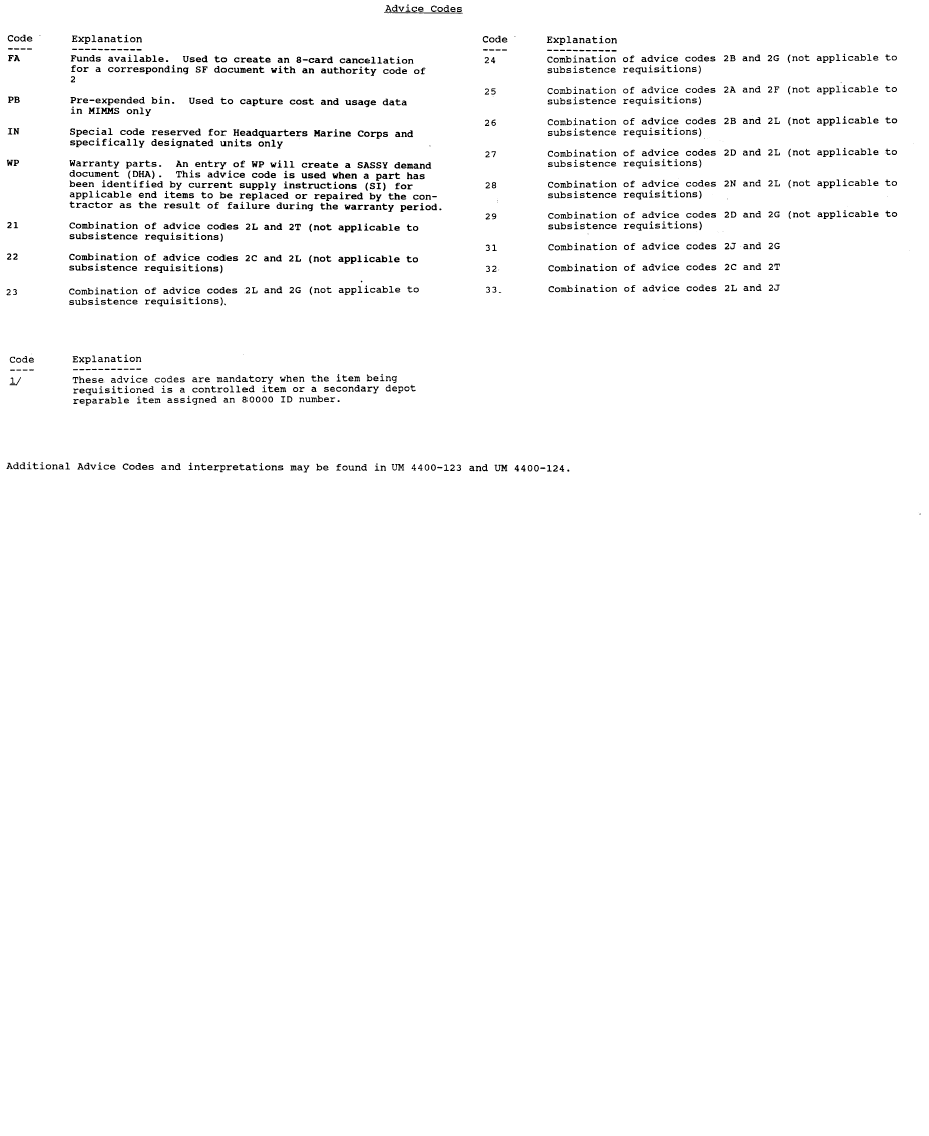 Advice Codes
Code Explanation
---- -----------
FA Funds available. Used to create an 8-card cancellation
for a corresponding SF document with an authority code of
2
PB Pre-expended bin. Used to capture cost and usage data
in MIMMS only
IN Special code reserved for Headquarters Marine Corps and
specifically designated units only
WP Warranty parts. An entry of WP will create a SASSY demand
document (DHA). This advice code is used when a part has
been identified by current supply instructions (SI) for
applicable end items to be replaced or repaired by the con-
tractor as the result of failure during the warranty period.
21 Combination of advice codes 2L and 2T (not applicable to
subsistence requisitions)
22 Combination of advice codes 2C and 2L (not applicable to
subsistence requisitions)
23 Combination of advice codes 2L and 2G (not applicable to
subsistence requisitions).
Code Explanation
---- -----------
24 Combination of advice codes 2B and 2G (not applicable to
subsistence requisitions)
25 Combination of advice codes 2A and 2F (not applicable to
subsistence requisitions)
26 Combination of advice codes 2B and 2L (not applicable to
subsistence requisitions)
27 Combination of advice codes 2D and 2L (not applicable to
subsistence requisitions)
28 Combination of advice codes 2N and 2L (not applicable to
subsistence requisitions)
29 Combination of advice codes 2D and 2G (not applicable to
subsistence requisitions)
31 Combination of advice codes 2J and 2G
32 Combination of advice codes 2C and 2T
33. Combination of advice codes 2L and 2J
Code Explanation
---- -----------
1/ These advice codes are mandatory when the item being
requisitioned is a controlled item or a secondary depot
reparable item assigned an 80000 ID number.
Additional Advice Codes and interpretations may be found in UM 4400-123 and UM 4400-124.